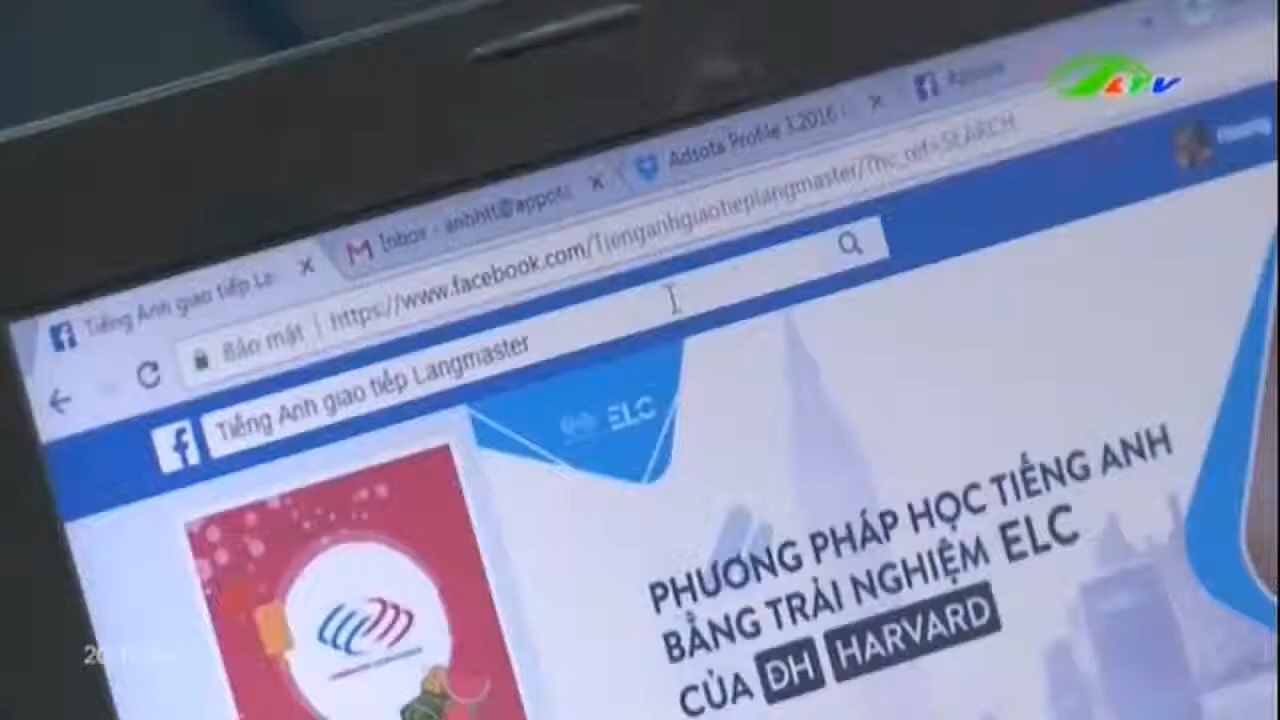 LTV
Tiếng Anh giao tiếp La
Inbox - anbhtt@appota
Adsota Profile 3.2016
Bảo mật
https://www.facebook.com/Tienganhgiaotieplangmaster/?hc_ref=SEARCH
Tiếng Anh giao tiếp Langmaster
ELC
PHƯƠNG PHÁP HỌC TIẾNG ANH
BẰNG TRẢI NGHIỆM ELC
CỦA ĐH HARVARD